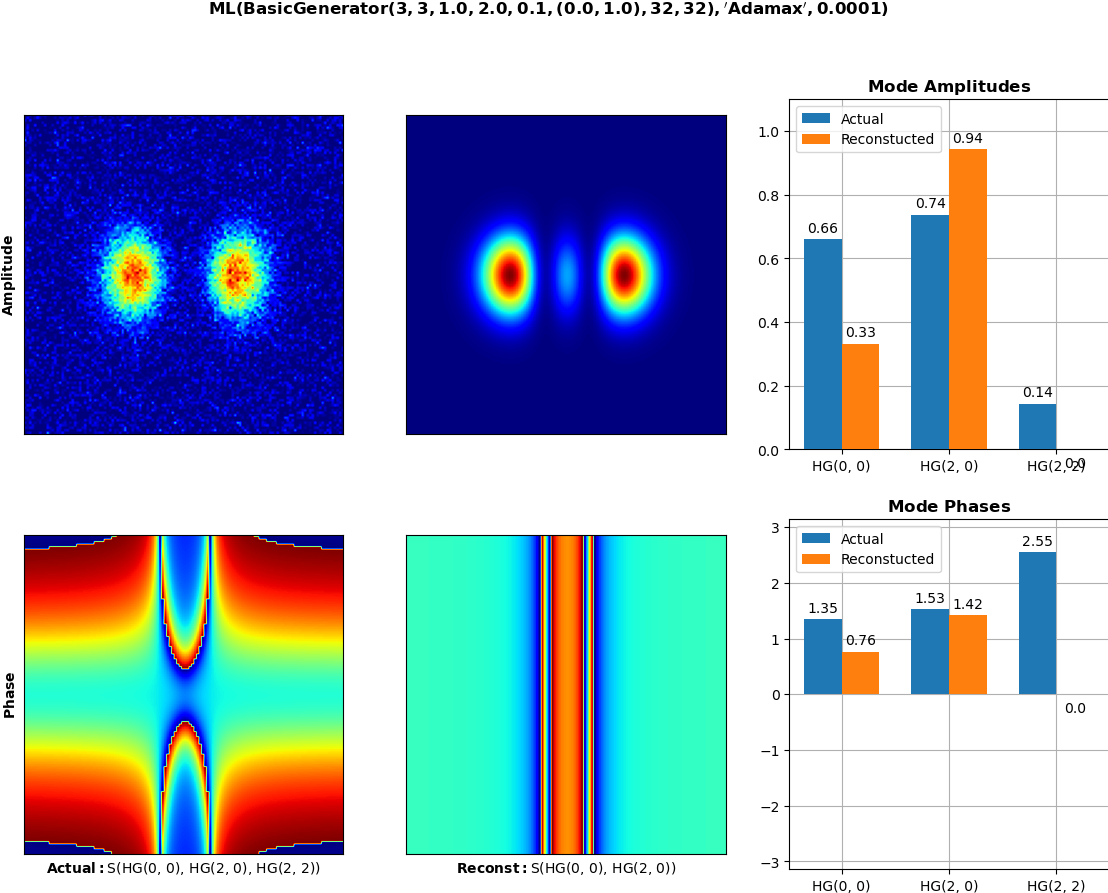 ML(BasicGenerator(3, 3, 1.0, 2.0, 0.1, (0.0, 1.0), 32, 32), ′Adamax′, 0.0001)
Amplitude
Mode Amplitudes
Actual
Reconstucted
1.0
0.8
0.6
0.4
0.2
0.0
0.66
0.33
0.74
0.94
0.14
0.0
HG(0, 0)
HG(2, 0)
HG(2, 2)
Phase
Actual: S(HG(0, 0), HG(2, 0), HG(2, 2))
Reconst: S(HG(0, 0), HG(2, 0))
Mode Phases
Actual
Reconstucted
3
2
1
0
−1
−2
−3
1.35
0.76
1.53
1.42
2.55
0.0
HG(0, 0)
HG(2, 0)
HG(2, 2)